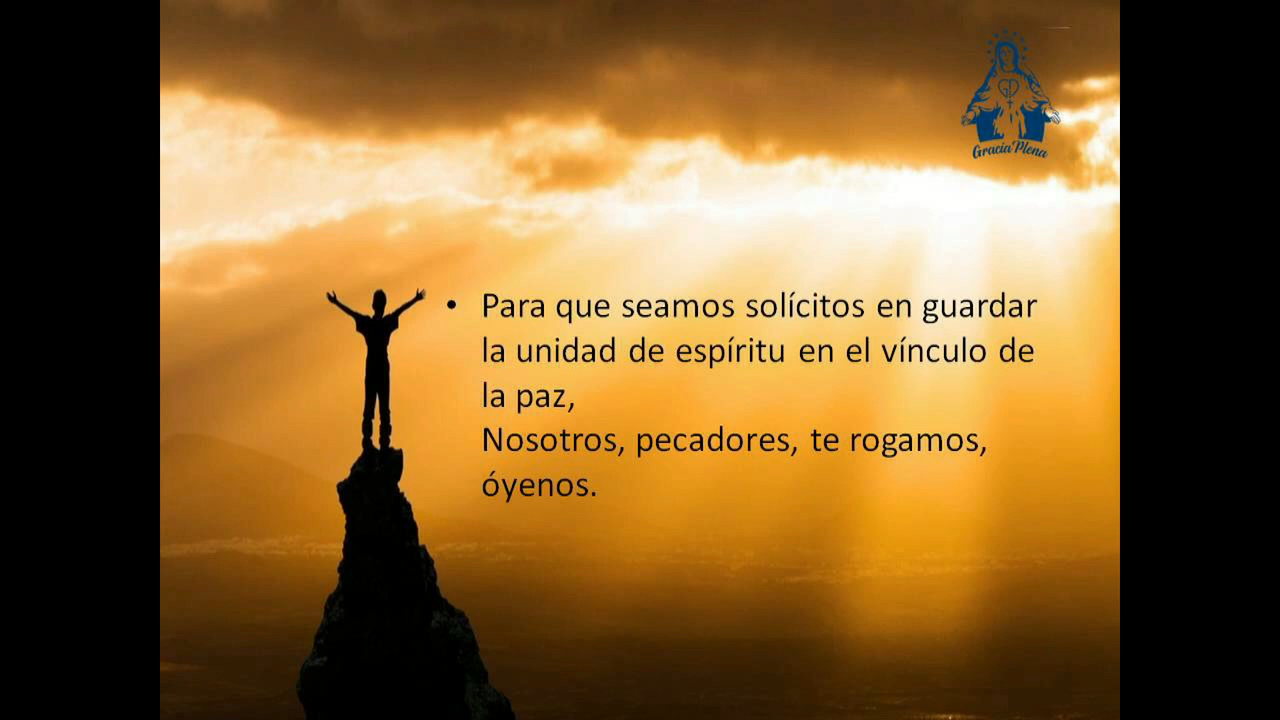 Gracia Plena
• Para que seamos solícitos en guardar
la unidad de espíritu en el vínculo de
la paz,
Nosotros, pecadores, te rogamos,
óyenos.